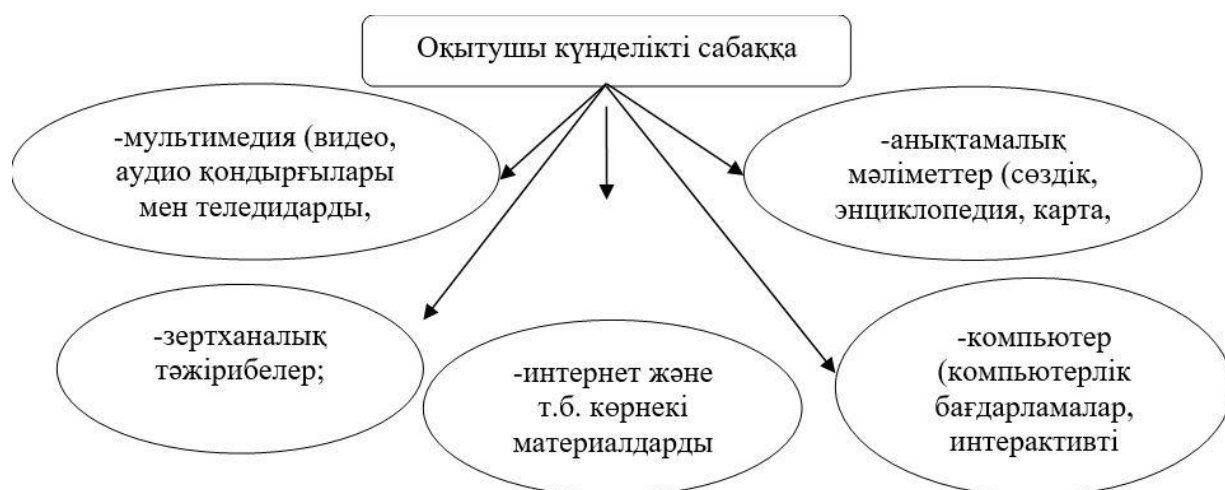 Оқытушы күнделікті сабаққа
-мультимедия (видео,
аудио қондырғылары
мен теледидарды,
-анықтамалық
мәліметтер (сөздік,
энциклопедия, карта,
-зертханалық
тәжірибелер;
-интернет және
т.б. көрнекі
материалдарды
-компьютер
(компьютерлік
бағдарламалар,
интерактивті